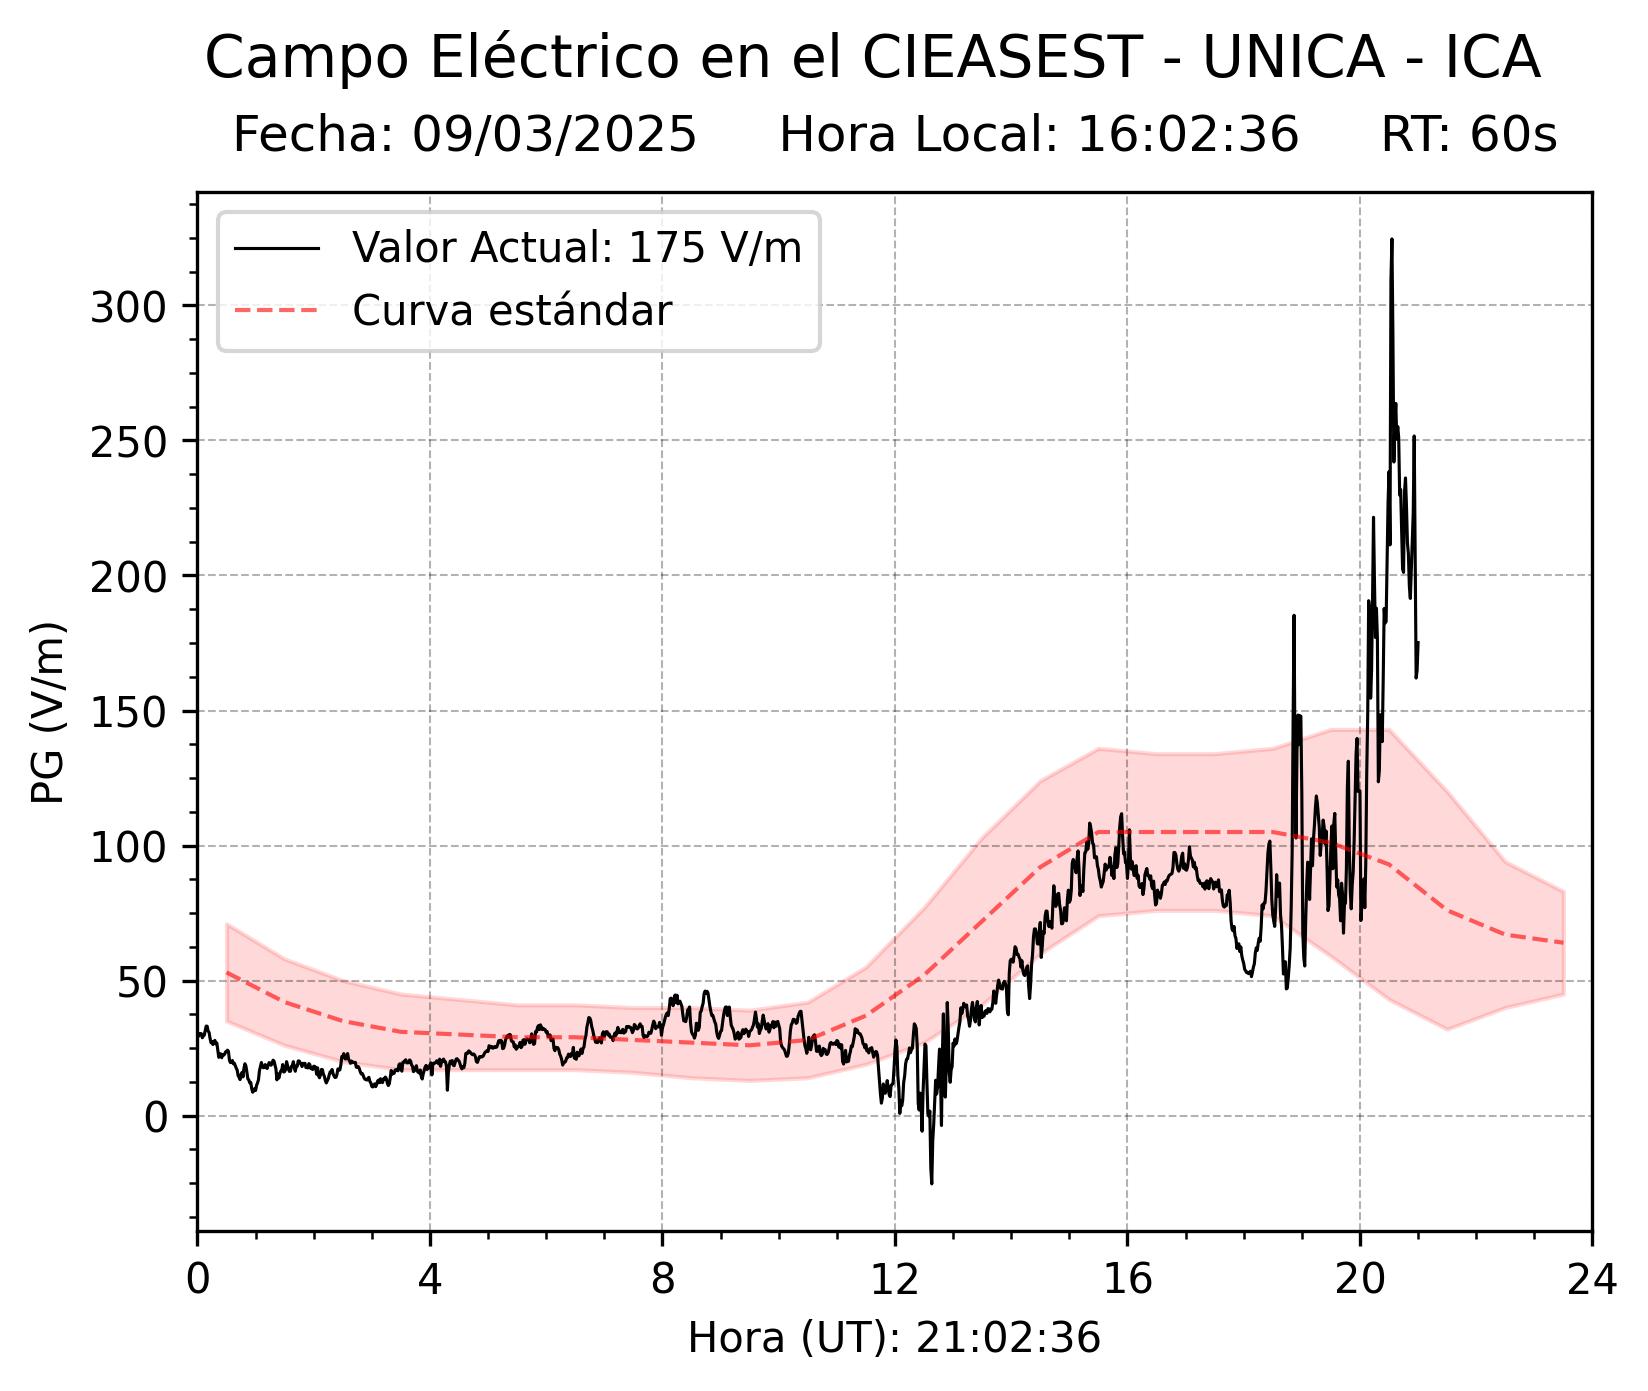 Campo Eléctrico en el CIEASEST - UNICA - ICA
Fecha: 09/03/2025 Hora Local: 16:02:36 RT: 60s
Valor Actual: 175 V/m
Curva estándar
PG (V/m)
300
250
200
150
100
50
0
0 4 8 12 16 20 24
Hora (UT): 21:02:36